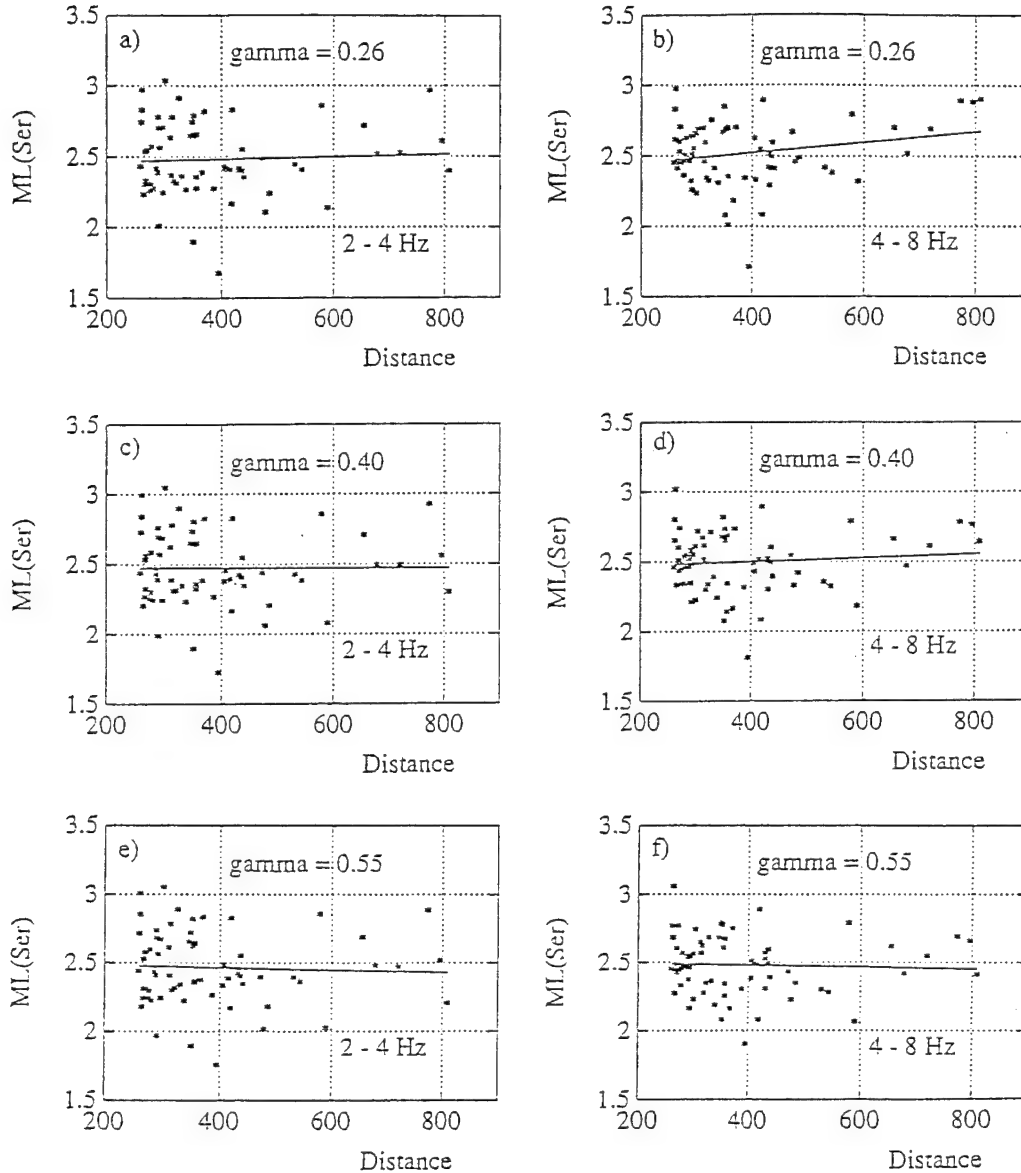 a)
gamma = 0.26
ML(Ser)
3.5
3
2.5
2
1.5
2 - 4 Hz
200 400 600 800
Distance
b)
gamma = 0.26
ML(Ser)
3.5
3
2.5
2
1.5
4 - 8 Hz
200 400 600 800
Distance
c)
gamma = 0.40
ML(Ser)
3.5
3
2.5
2
1.5
2 - 4 Hz
200 400 600 800
Distance
d)
gamma = 0.40
ML(Ser)
3.5
3
2.5
2
1.5
4 - 8 Hz
200 400 600 800
Distance
e)
gamma = 0.55
ML(Ser)
3.5
3
2.5
2
1.5
2 - 4 Hz
200 400 600 800
Distance
f)
gamma = 0.55
ML(Ser)
3.5
3
2.5
2
1.5
4 - 8 Hz
200 400 600 800
Distance